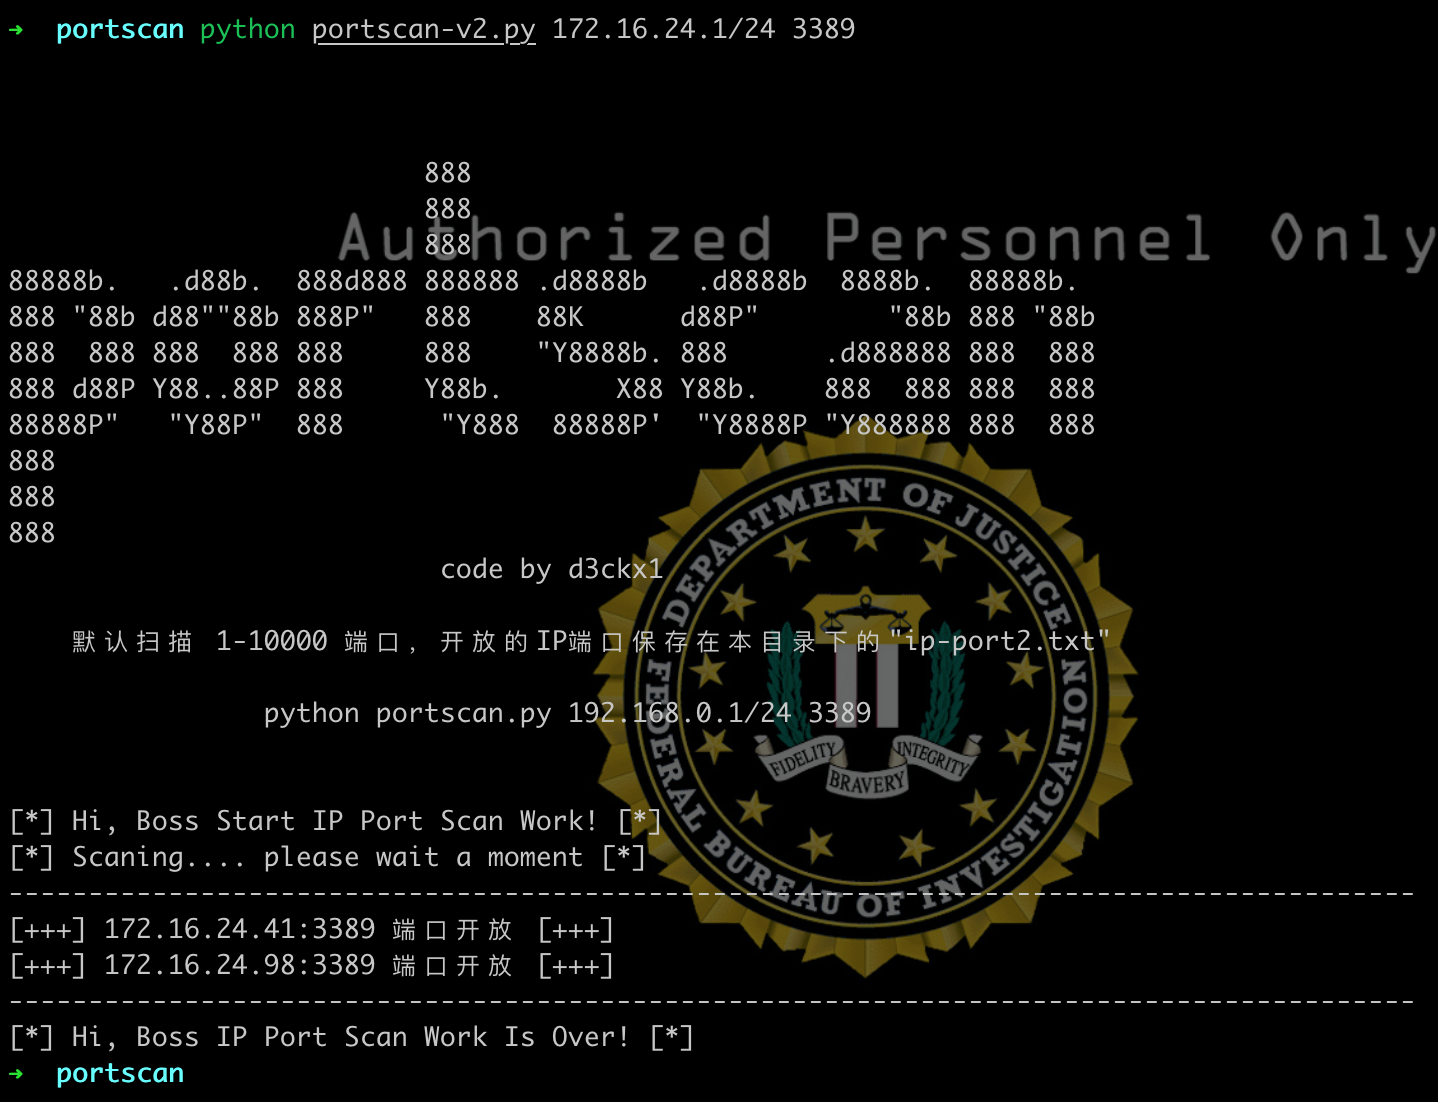 ➜ portscan python portscan-v2.py 172.16.24.1/24 3389
Authorized Personnel Only
                          888
                          888
                          888
88888b.   .d88b.  888d888 888888 .d8888b   .d8888b  8888b.  88888b.
888 "88b d88""88b 888P"   888    88K      d88P"        "88b 888 "88b
888  888 888  888 888     888    "Y8888b. 888      .d888888 888  888
888 d88P Y88..88P 888     Y88b.       X88 Y88b.    888  888 888  888
88888P"   "Y88P"  888      "Y888  88888P'  "Y8888P "Y888888 888  888
888
888
888
code by d3ckx1
默认扫描 1-10000 端口, 开放的IP端口保存在本目录下的"ip-port2.txt"
python portscan.py 192.168.0.1/24 3389
DEPARTMENT OF JUSTICE
FEDERAL BUREAU OF INVESTIGATION
FIDELITY
BRAVERY
INTEGRITY
[*] Hi, Boss Start IP Port Scan Work! [*]
[*] Scaning.... please wait a moment [*]
----------------------------------------------------------------------------------------
[+++] 172.16.24.41:3389 端口开放 [+++]
[+++] 172.16.24.98:3389 端口开放 [+++]
----------------------------------------------------------------------------------------
[*] Hi, Boss IP Port Scan Work Is Over! [*]
➜ portscan